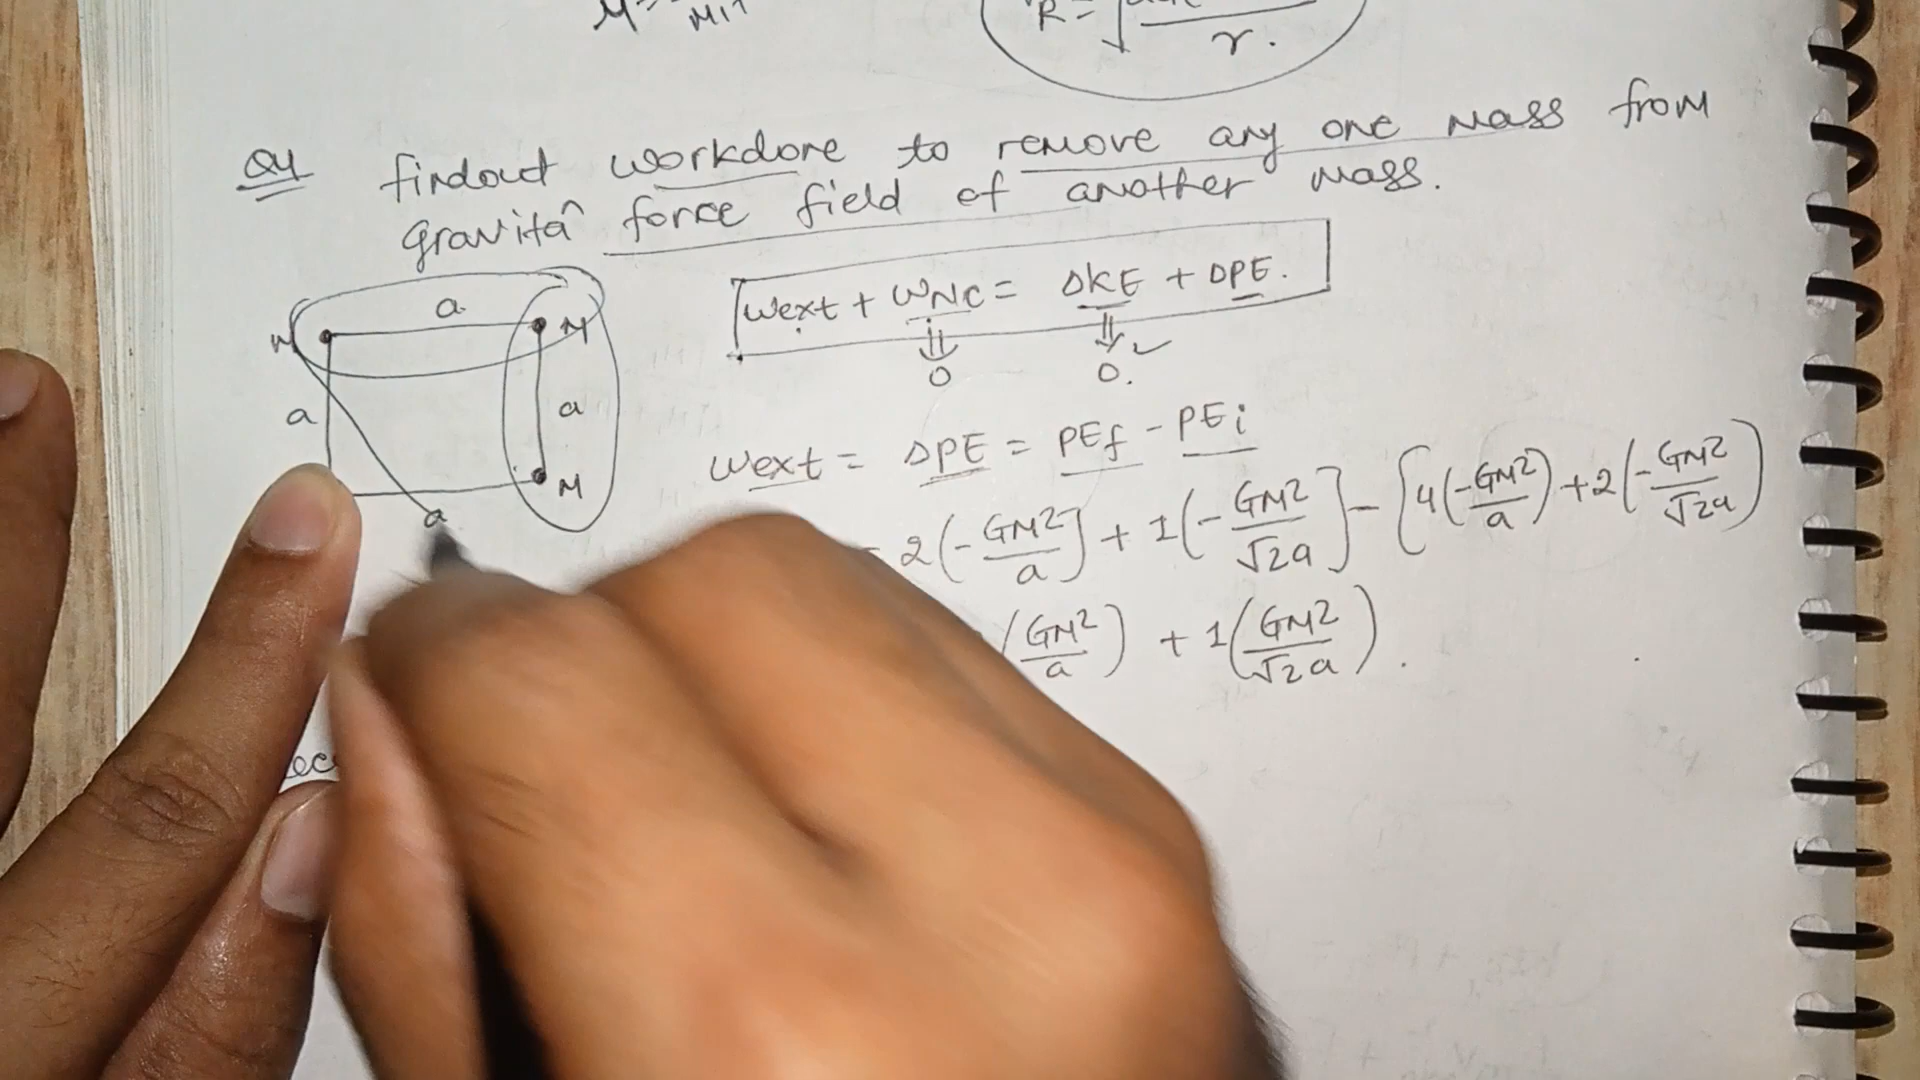 R = √
r.
Q4 findout workdone to remove any one mass from
gravitaⁿ force field of another mass.
a
M M
Wext + WNC = ΔKE + ΔPE.
0 0.
a a
M
a
Wext = ΔPE = PEf - PEi
2(-GM²/a) + 1(-GM²/√2a] - [4(-GM²/a) + 2(-GM²/√2a)
(GM²/a) + 1(GM²/√2a).